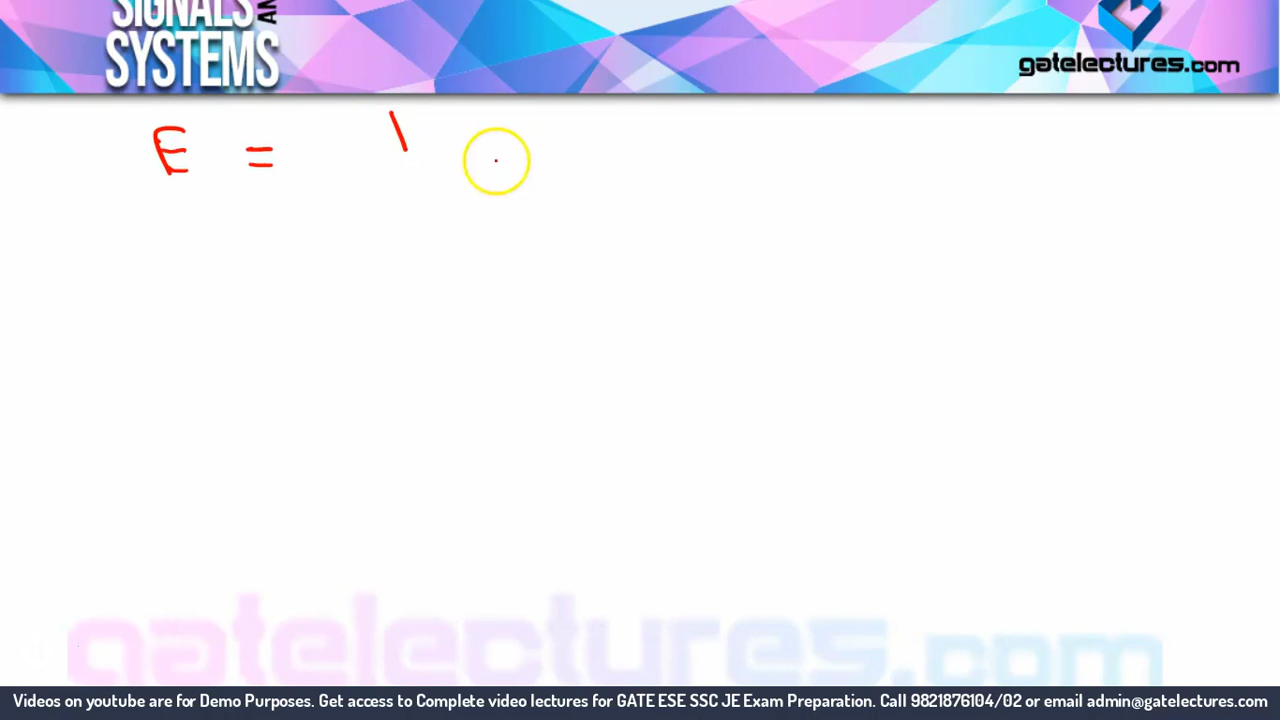 SIGNALS AND
SYSTEMS
gatelectures.com
E = \
gatelectures.com
Videos on youtube are for Demo Purposes. Get access to Complete video lectures for GATE ESE SSC JE Exam Preparation. Call 9821876104/02 or email admin@gatelectures.com